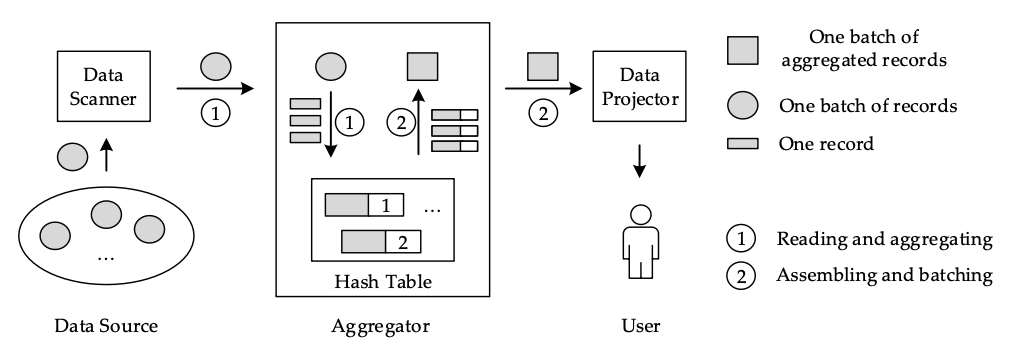 Data
Scanner
1
...
Data Source
1
2
1
...
2
Hash Table
Aggregator
2
Data
Projector
User
One batch of
aggregated records
One batch of records
One record
1 Reading and aggregating
2 Assembling and batching